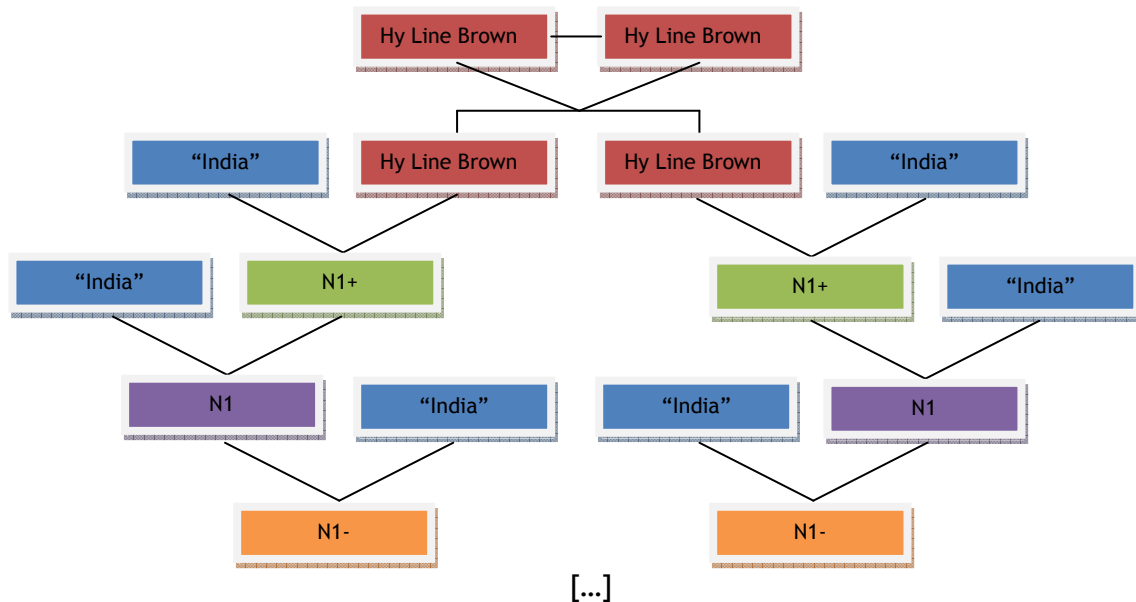 Hy Line Brown Hy Line Brown
“India” Hy Line Brown Hy Line Brown “India”
“India” N1+ N1+ “India”
N1 “India” “India” N1
N1- N1-
[...]